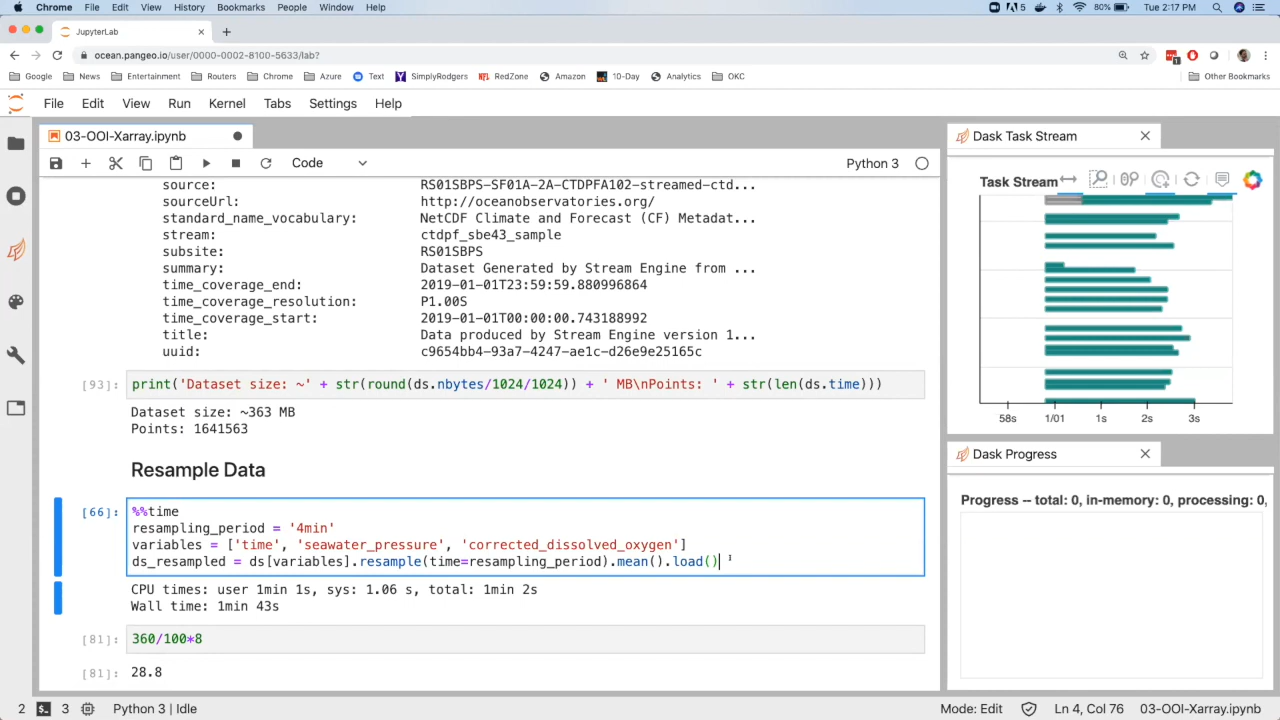 Chrome File Edit View History Bookmarks People Window Help 5 80% Tue 2:17 PM
JupyterLab
ocean.pangeo.io/user/0000-0002-8100-5633/lab?
Google News Entertainment Routers Chrome Azure Text SimplyRodgers RedZone Amazon 10-Day Analytics OKC Other Bookmarks
File Edit View Run Kernel Tabs Settings Help
03-OOI-Xarray.ipynb
Code Python 3
source: RS01SBPS-SF01A-2A-CTDPFA102-streamed-ctd...
sourceUrl: http://oceanobservatories.org/
standard_name_vocabulary: NetCDF Climate and Forecast (CF) Metadat...
stream: ctdpf_sbe43_sample
subsite: RS01SBPS
summary: Dataset Generated by Stream Engine from ...
time_coverage_end: 2019-01-01T23:59:59.880996864
time_coverage_resolution: P1.00S
time_coverage_start: 2019-01-01T00:00:00.743188992
title: Data produced by Stream Engine version 1...
uuid: c9654bb4-93a7-4247-ae1c-d26e9e25165c
[93]: print('Dataset size: ~' + str(round(ds.nbytes/1024/1024)) + ' MB\nPoints: ' + str(len(ds.time)))
Dataset size: ~363 MB
Points: 1641563
Resample Data
[66]: %%time
resampling_period = '4min'
variables = ['time', 'seawater_pressure', 'corrected_dissolved_oxygen']
ds_resampled = ds[variables].resample(time=resampling_period).mean().load()
CPU times: user 1min 1s, sys: 1.06 s, total: 1min 2s
Wall time: 1min 43s
[81]: 360/100*8
[81]: 28.8
Dask Task Stream
Task Stream
58s 1/01 1s 2s 3s
Dask Progress
Progress -- total: 0, in-memory: 0, processing: 0,
2 3 Python 3 | Idle Mode: Edit Ln 4, Col 76 03-OOI-Xarray.ipynb